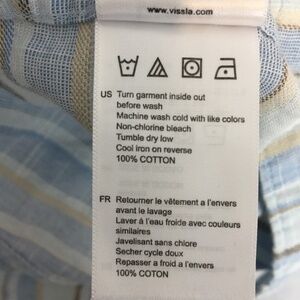 www.vissla.com
US Turn garment inside out
before wash
Machine wash cold with like colors
Non-chlorine bleach
Tumble dry low
Cool iron on reverse
100% COTTON
FR Retourner le vêtement a l'envers
avant le lavage
Laver à l'eau froide avec couleurs
similaires
Javelisant sans chlore
Secher cycle doux
Repasser a froid a l'envers
100% COTTON